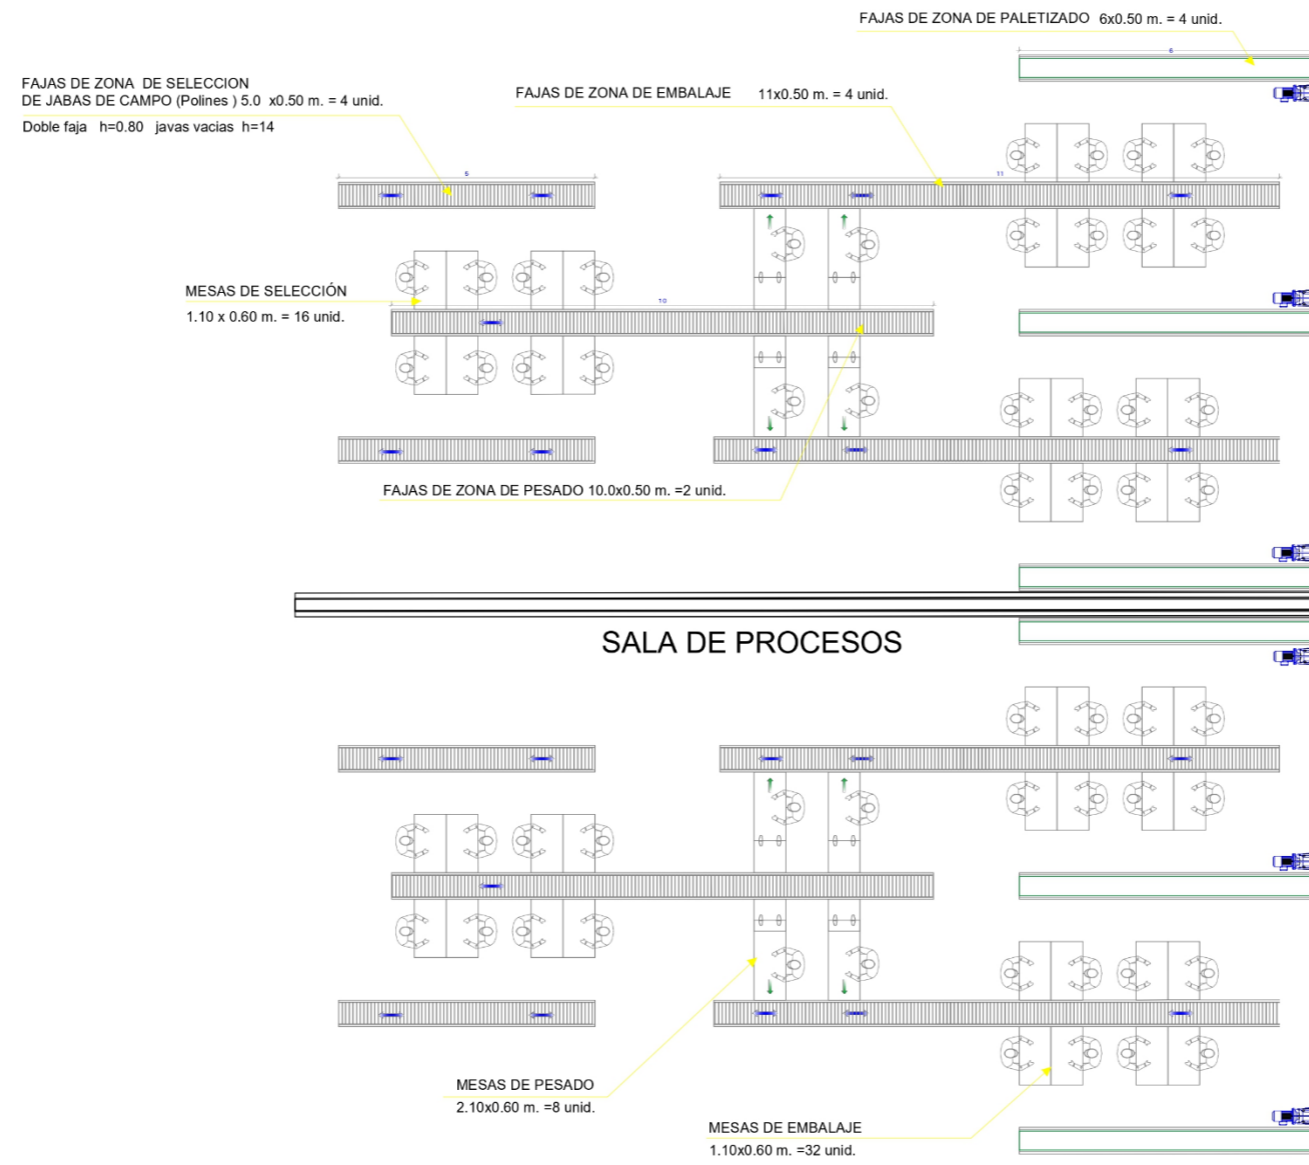 FAJAS DE ZONA DE PALETIZADO 6x0.50 m. = 4 unid.
6
FAJAS DE ZONA DE SELECCION
DE JABAS DE CAMPO (Polines ) 5.0 x0.50 m. = 4 unid.
Doble faja h=0.80 javas vacias h=14
FAJAS DE ZONA DE EMBALAJE 11x0.50 m. = 4 unid.
5
11
MESAS DE SELECCIÓN
1.10 x 0.60 m. = 16 unid.
10
FAJAS DE ZONA DE PESADO 10.0x0.50 m. =2 unid.
SALA DE PROCESOS
MESAS DE PESADO
2.10x0.60 m. =8 unid.
MESAS DE EMBALAJE
1.10x0.60 m. =32 unid.